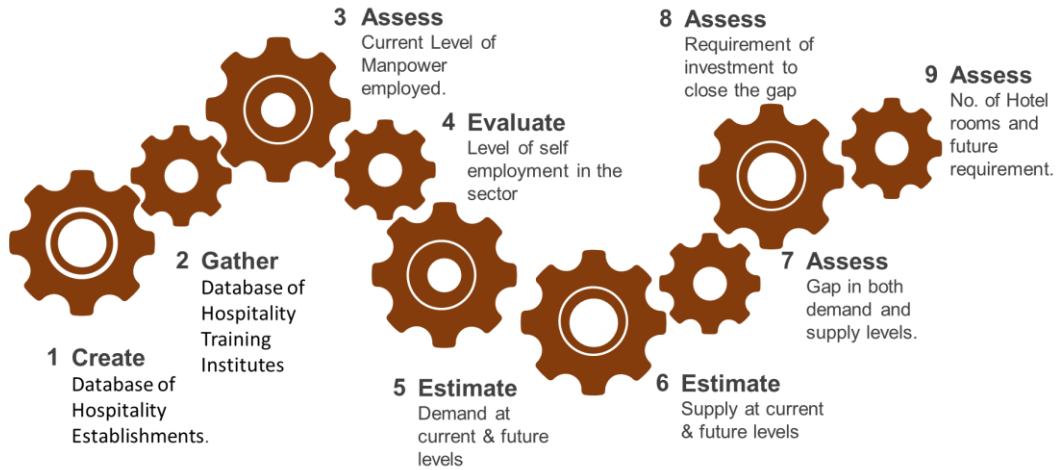 1 Create
Database of
Hospitality
Establishments.
2 Gather
Database of
Hospitality
Training
Institutes
3 Assess
Current Level of
Manpower
employed.
4 Evaluate
Level of self
employment in the
sector
5 Estimate
Demand at
current & future
levels
6 Estimate
Supply at current
& future levels
7 Assess
Gap in both
demand and
supply levels.
8 Assess
Requirement of
investment to
close the gap
9 Assess
No. of Hotel
rooms and
future
requirement.